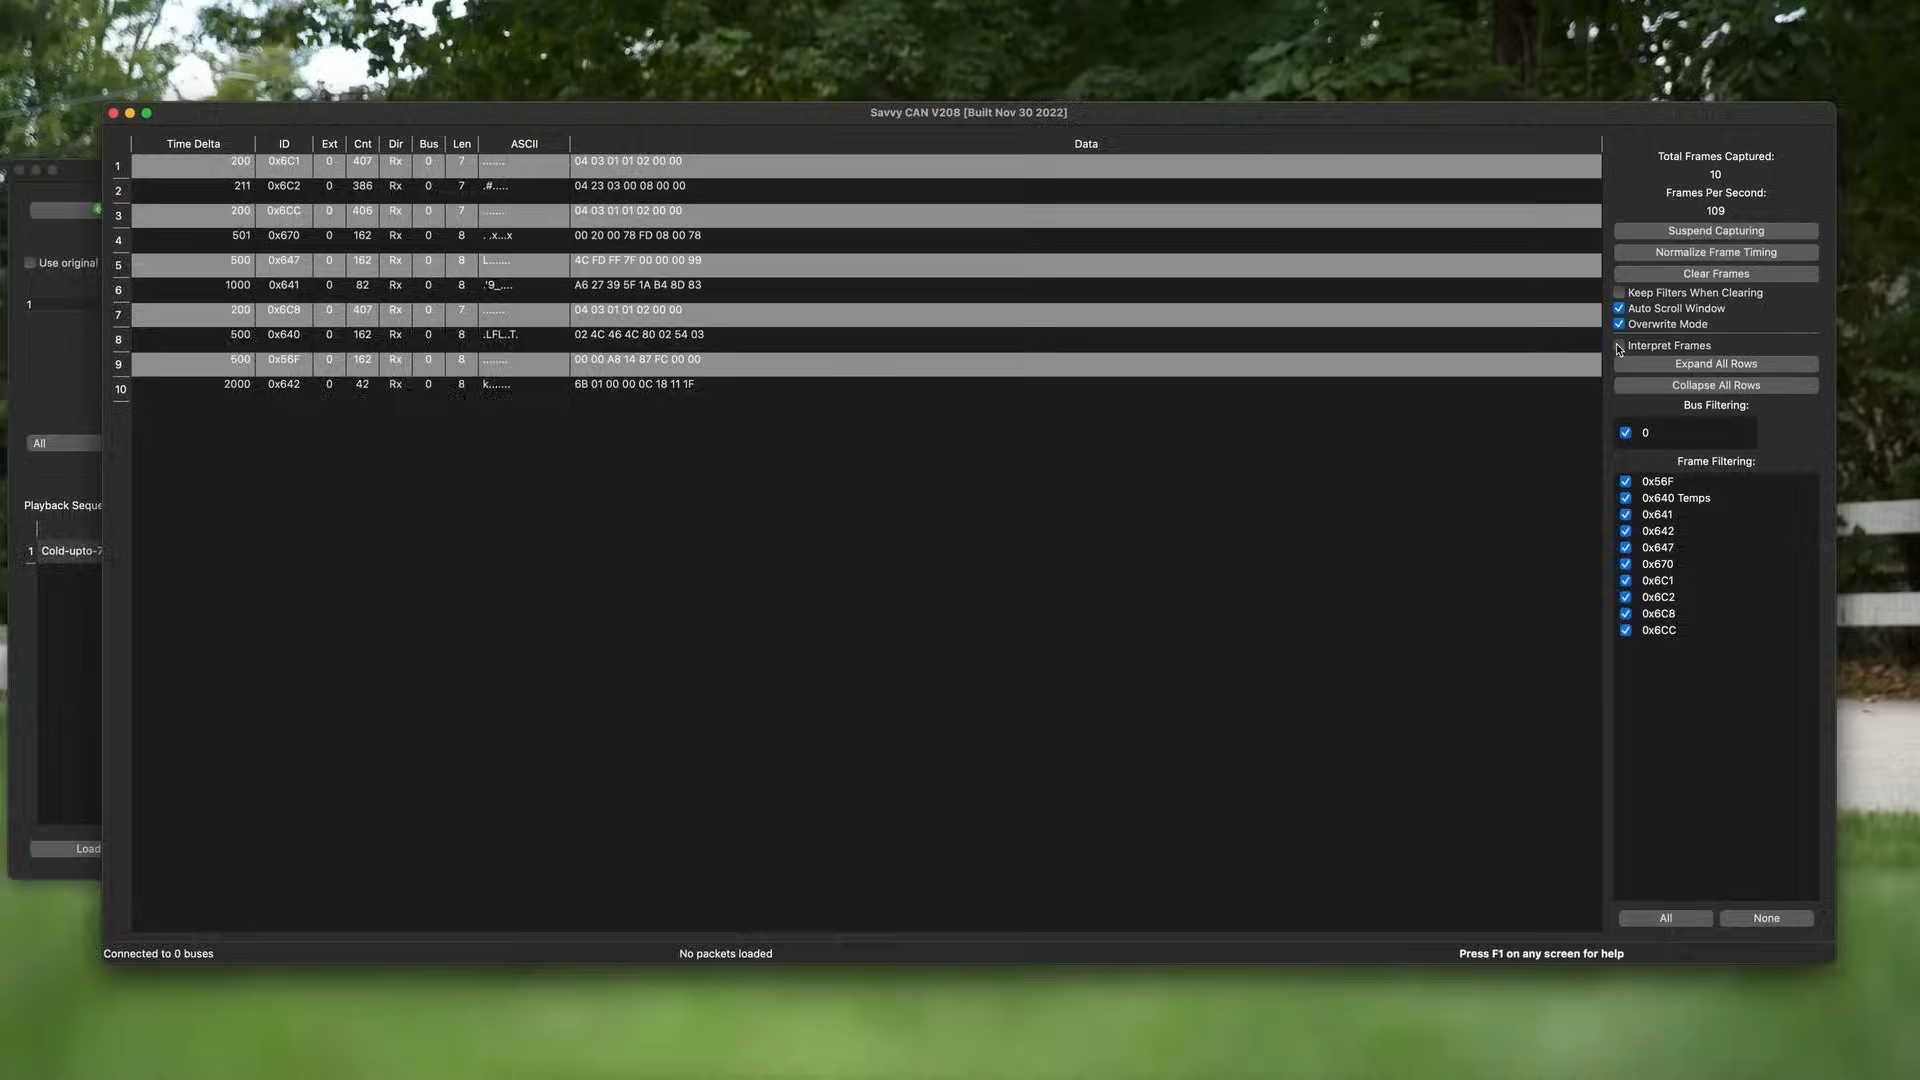 Savvy CAN V208 [Built Nov 30 2022]
Time Delta ID Ext Cnt Dir Bus Len ASCII Data
1 200 0x6C1 0 407 Rx 0 7 ....... 04 03 01 01 02 00 00
2 211 0x6C2 0 386 Rx 0 7 .#..... 04 23 03 00 08 00 00
3 200 0x6CC 0 406 Rx 0 7 ....... 04 03 01 01 02 00 00
4 501 0x670 0 162 Rx 0 8 . .x...x 00 20 00 78 FD 08 00 78
5 500 0x647 0 162 Rx 0 8 L....... 4C FD FF 7F 00 00 00 99
6 1000 0x641 0 82 Rx 0 8 .'9_.... A6 27 39 5F 1A B4 8D 83
7 200 0x6C8 0 407 Rx 0 7 ....... 04 03 01 01 02 00 00
8 500 0x640 0 162 Rx 0 8 .LFL..T. 02 4C 46 4C 80 02 54 03
9 500 0x56F 0 162 Rx 0 8 ........ 00 00 A8 14 87 FC 00 00
10 2000 0x642 0 42 Rx 0 8 k....... 6B 01 00 00 0C 18 11 1F
Total Frames Captured:
10
Frames Per Second:
109
Suspend Capturing
Normalize Frame Timing
Clear Frames
Keep Filters When Clearing
Auto Scroll Window
Overwrite Mode
Interpret Frames
Expand All Rows
Collapse All Rows
Bus Filtering:
0
Frame Filtering:
0x56F
0x640 Temps
0x641
0x642
0x647
0x670
0x6C1
0x6C2
0x6C8
0x6CC
All None
Use original
1
All
Playback Seque
1 Cold-upto-7
Load
Connected to 0 buses No packets loaded Press F1 on any screen for help